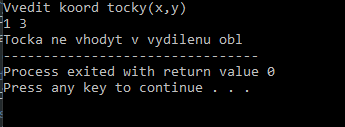 Vvedit koord tocky(x,y)
1 3
Tocka ne vhodyt v vydilenu obl
--------------------------------
Process exited with return value 0
Press any key to continue . . .